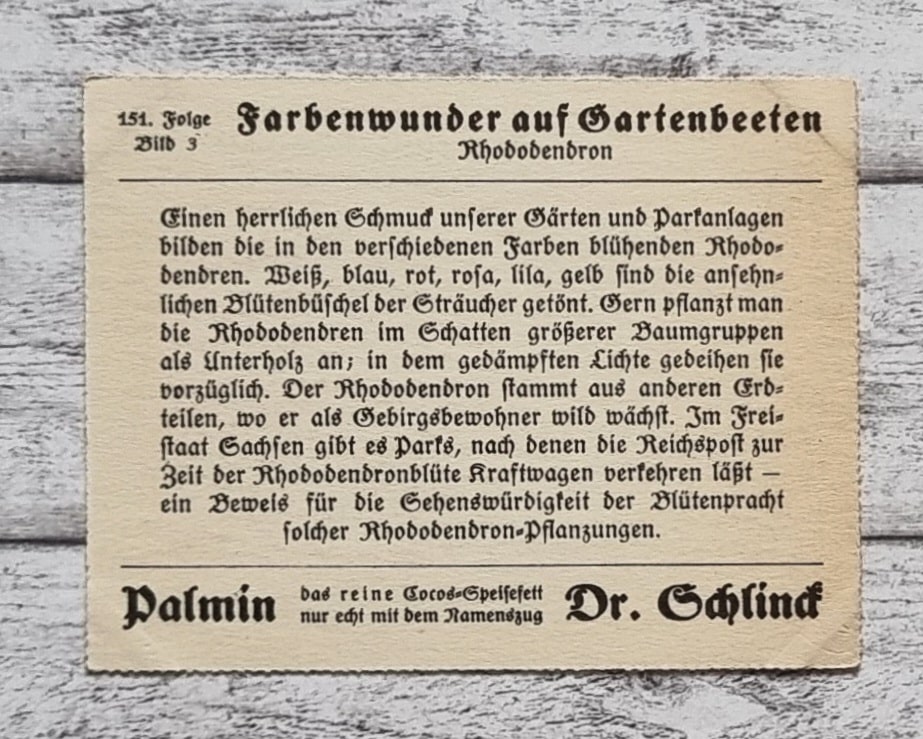 151. Folge
Bild 3
Farbenwunder auf Gartenbeeten
Rhododendron
Einen herrlichen Schmuck unserer Gärten und Parkanlagen
bilden die in den verschiedenen Farben blühenden Rhodo-
dendren. Weiß, blau, rot, rosa, lila, gelb sind die ansehn-
lichen Blütenbüschel der Sträucher getönt. Gern pflanzt man
die Rhododendren im Schatten größerer Baumgruppen
als Unterholz an; in dem gedämpften Lichte gedeihen sie
vorzüglich. Der Rhododendron stammt aus anderen Erd-
teilen, wo er als Gebirgsbewohner wild wächst. Im Frei-
staat Sachsen gibt es Parks, nach denen die Reichspost zur
Zeit der Rhododendronblüte Kraftwagen verkehren läßt —
ein Beweis für die Sehenswürdigkeit der Blütenpracht
solcher Rhododendron-Pflanzungen.
Palmin
das reine Cocos-Speisefett
nur echt mit dem Namenszug
Dr. Schlinck